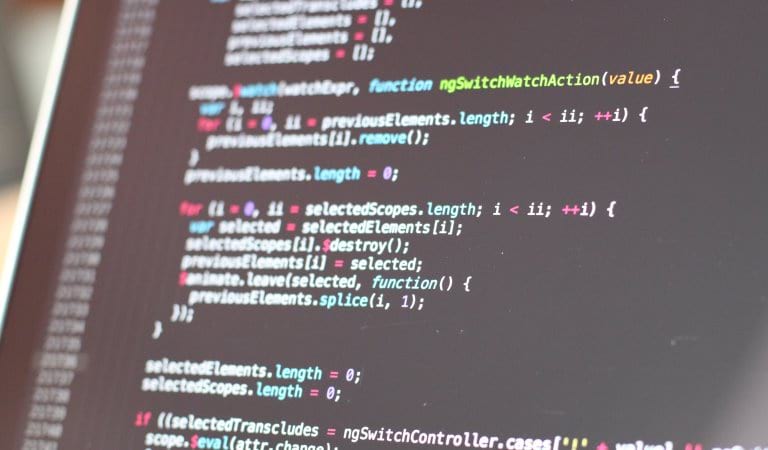 selectedTranscludes = [],
selectedElements = [],
previousElements = [],
selectedScopes = [];
scope.$watch(watchExpr, function ngSwitchWatchAction(value) {
var i, ii;
for (i = 0, ii = previousElements.length; i < ii; ++i) {
previousElements[i].remove();
}
previousElements.length = 0;
for (i = 0, ii = selectedScopes.length; i < ii; ++i) {
var selected = selectedElements[i];
selectedScopes[i].$destroy();
previousElements[i] = selected;
$animate.leave(selected, function() {
previousElements.splice(i, 1);
});
}
selectedElements.length = 0;
selectedScopes.length = 0;
if ((selectedTranscludes = ngSwitchController.cases['!' + value] ||
scope.$eval(attr.change);